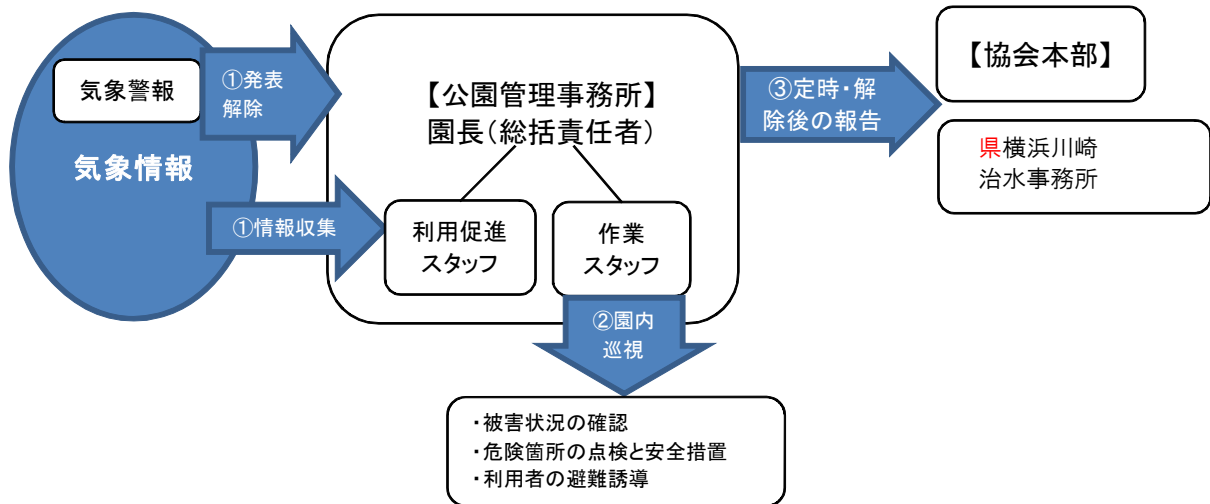 気象警報
気象情報
①発表
解除
①情報収集
【公園管理事務所】
園長(総括責任者)
利用促進
スタッフ
作業
スタッフ
②園内
巡視
・被害状況の確認
・危険箇所の点検と安全措置
・利用者の避難誘導
③定時・解
除後の報告
【協会本部】
県横浜川崎
治水事務所